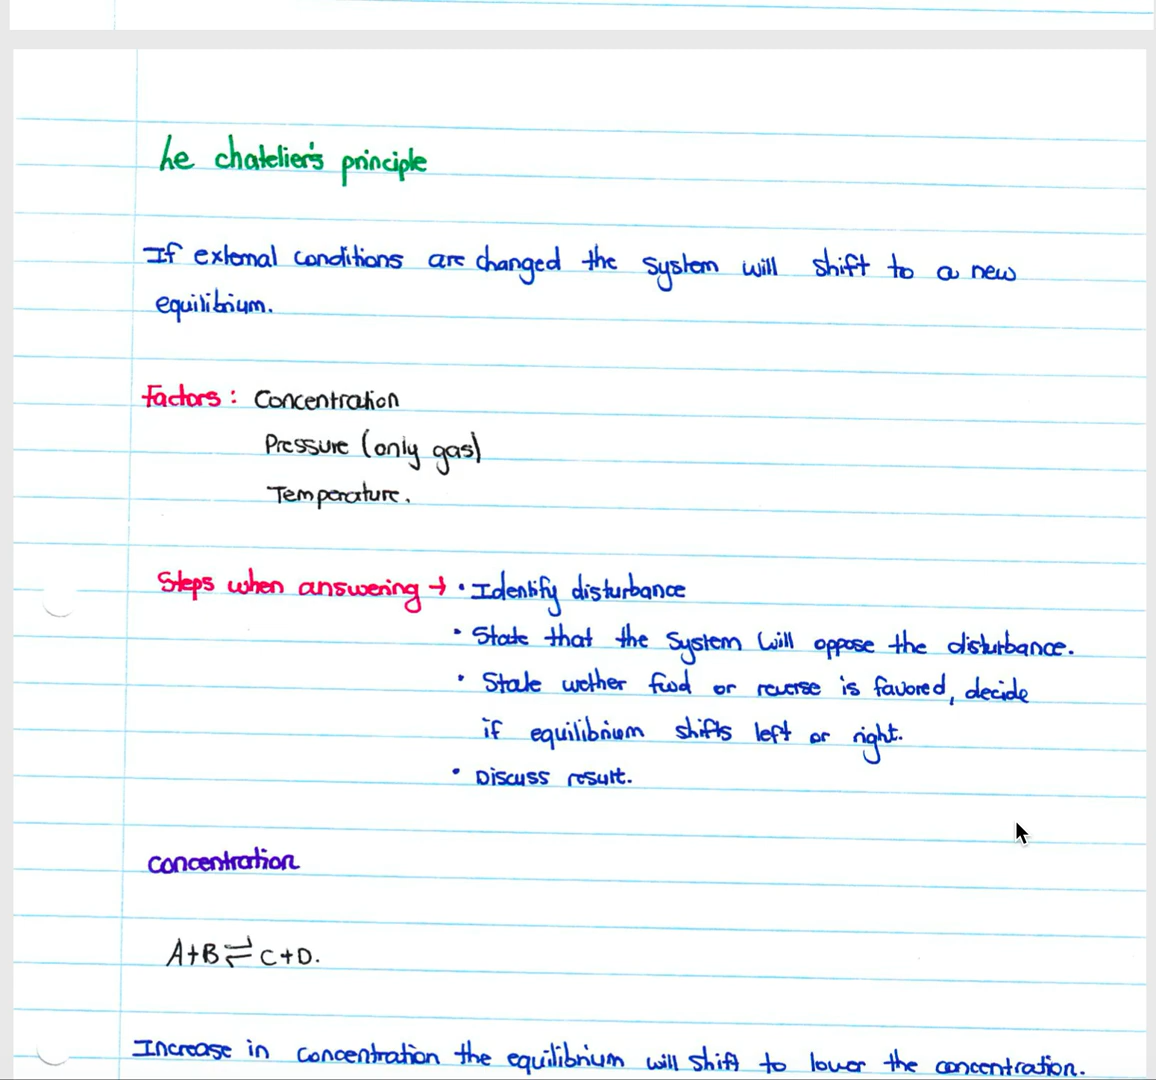 he chatelier's principle
If external conditions are changed the system will shift to a new
equilibrium.
Factors: Concentration
Pressure (only gas)
Temperature.
Steps when answering → • Identify disturbance
• State that the system will oppose the disturbance.
• State wether fwd or reverse is favored, decide
if equilibrium shifts left or right.
• Discuss result.
concentration
A+B⇌C+D.
Increase in concentration the equilibrium will shift to lower the concentration.